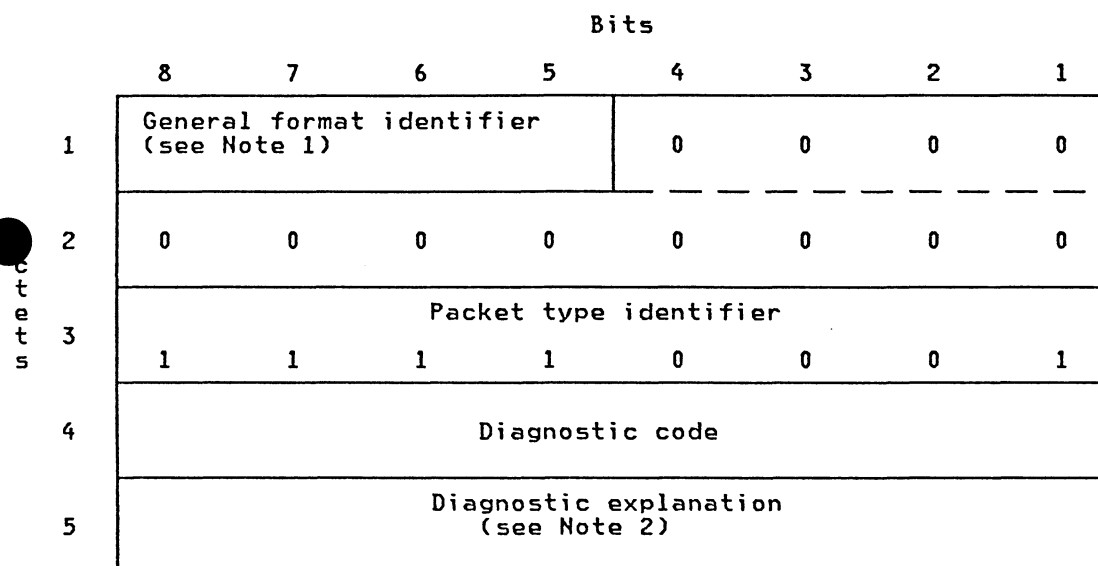 Bits
8 7 6 5 4 3 2 1
General format identifier
1 (see Note 1) 0 0 0 0
2 0 0 0 0 0 0 0 0
ctets
Packet type identifier
3
1 1 1 1 0 0 0 1
4 Diagnostic code
Diagnostic explanation
5 (see Note 2)